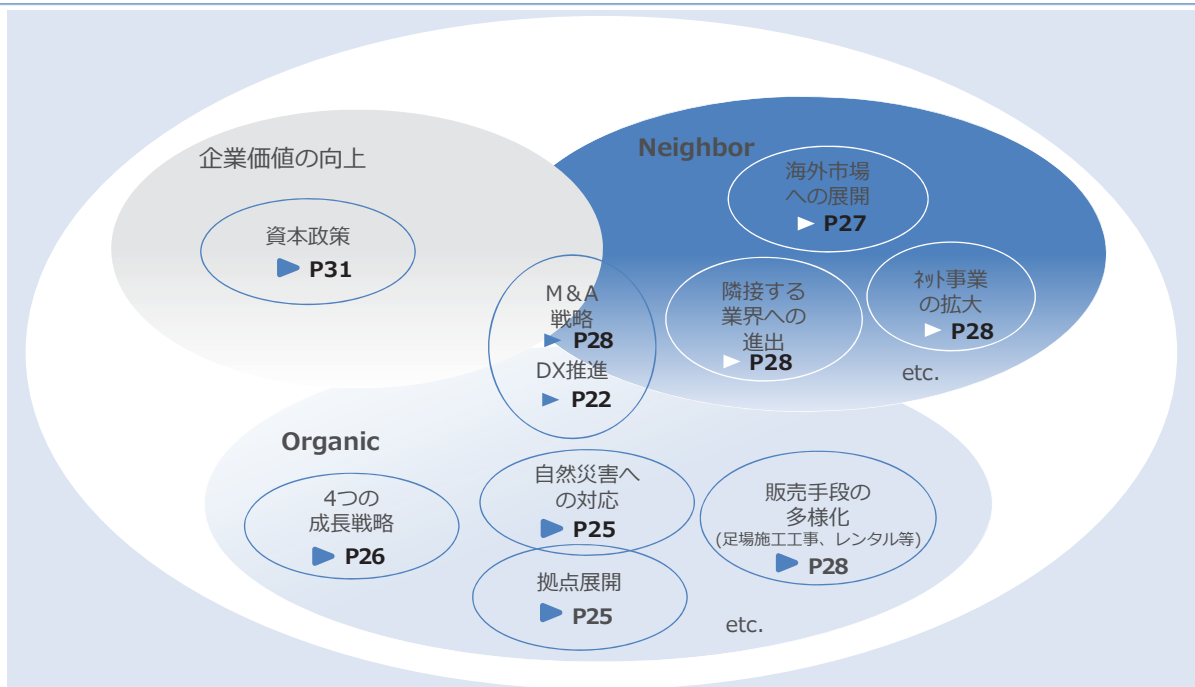 企業価値の向上
資本政策
▶ P31
Neighbor
海外市場
への展開
▶ P27
ﾈｯﾄ事業
の拡大
▶ P28
隣接する
業界への
進出
▶ P28
etc.
M＆A
戦略
▶ P28
DX推進
▶ P22
Organic
4つの
成長戦略
▶ P26
自然災害へ
の対応
▶ P25
拠点展開
▶ P25
販売手段の
多様化
(足場施工工事、レンタル等)
▶ P28
etc.